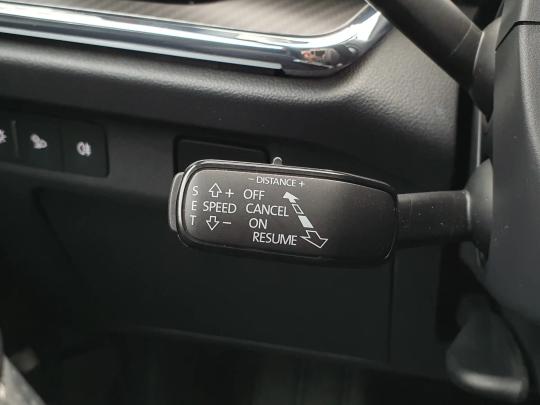 - DISTANCE +
S + OFF
E SPEED CANCEL
T - ON
RESUME